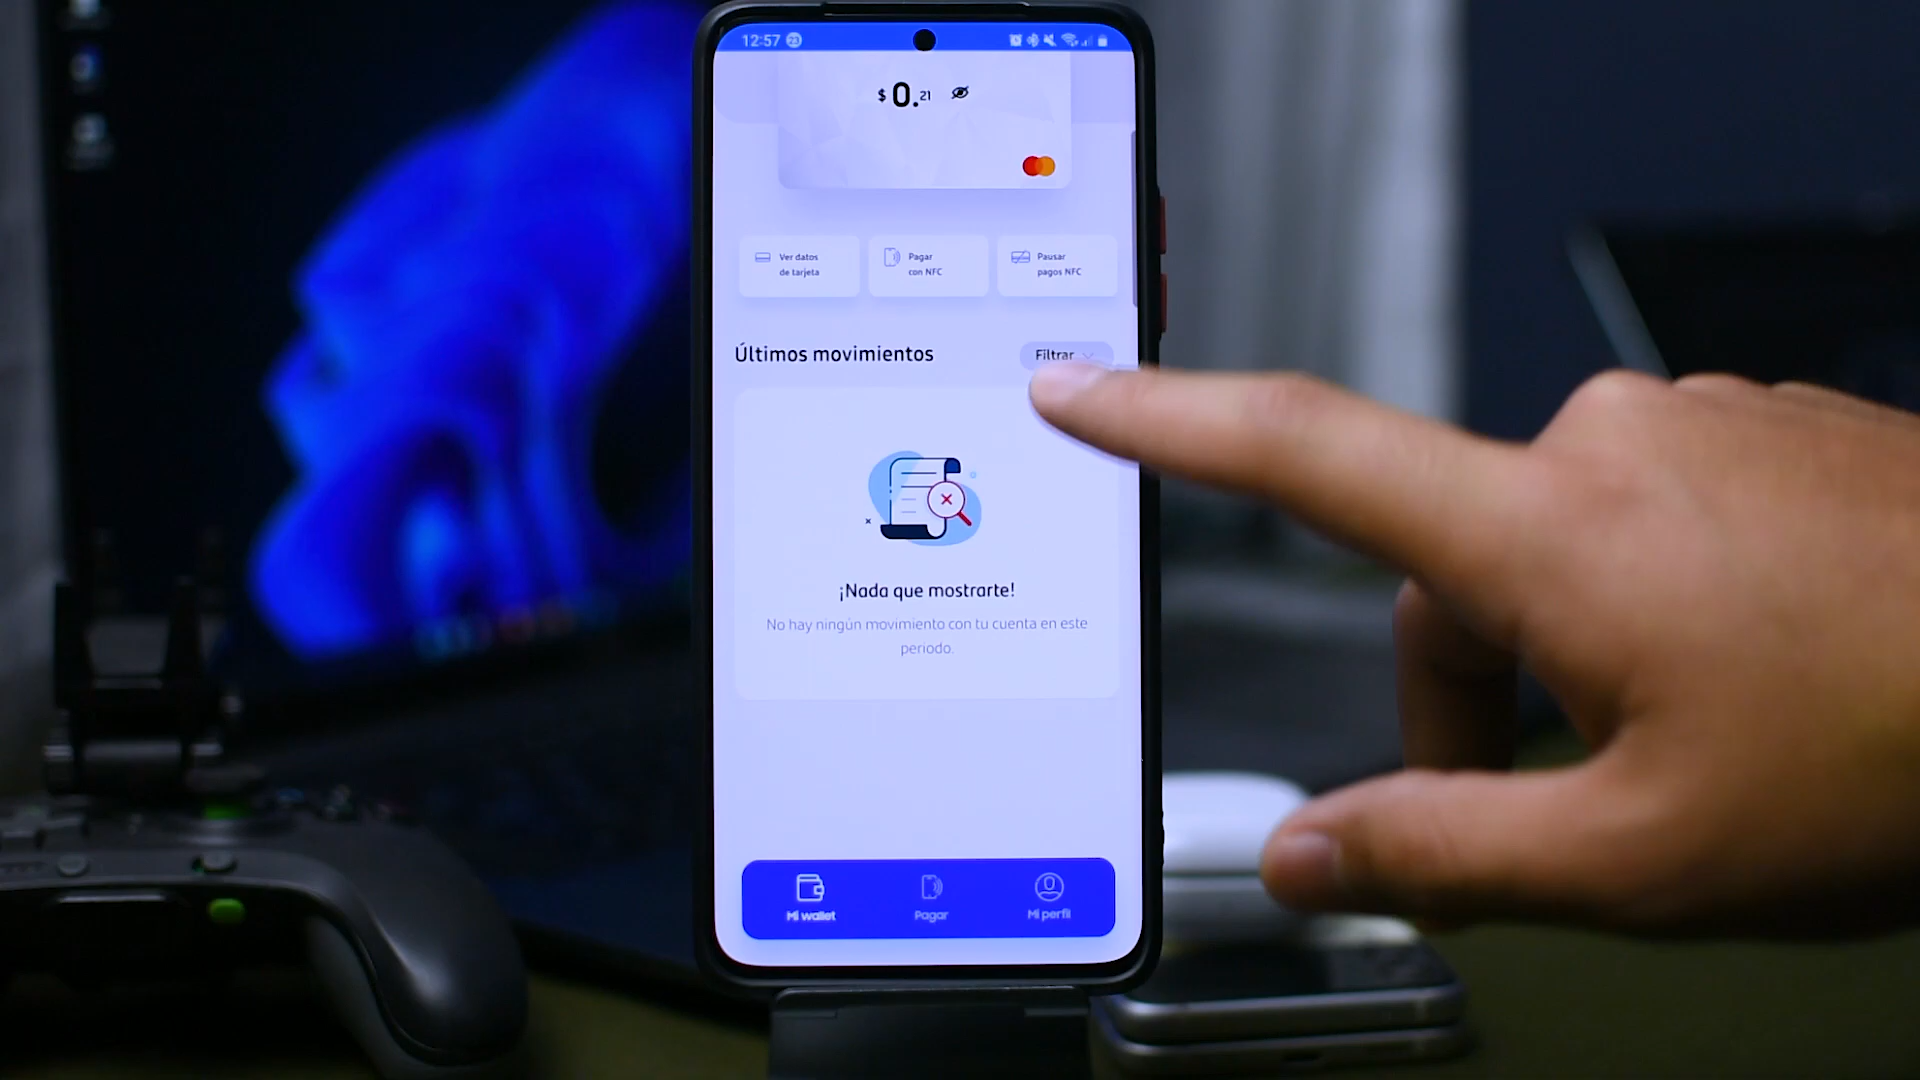 12:57 23
$ 0.21
Ver datos
de tarjeta
Pagar
con NFC
Pausar
pagos NFC
Últimos movimientos
Filtrar
¡Nada que mostrarte!
No hay ningún movimiento con tu cuenta en este
periodo.
Mi wallet
Pagar
Mi perfil